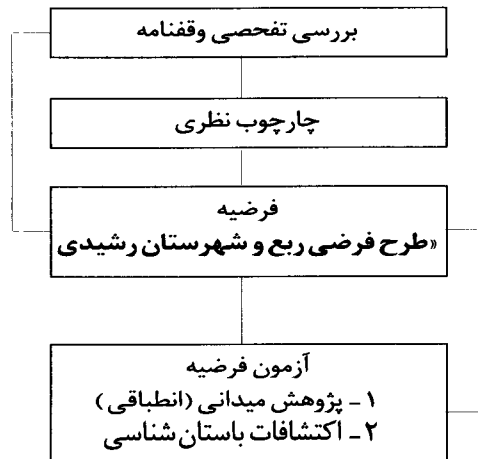 بررسی تفحصی وقفنامه
چارچوب نظری
فرضیه
«طرح فرضی ربع و شهرستان رشیدی
آزمون فرضیه
۱ ـ پژوهش میدانی (انطباقی)
۲ ـ اکتشافات باستان شناسی